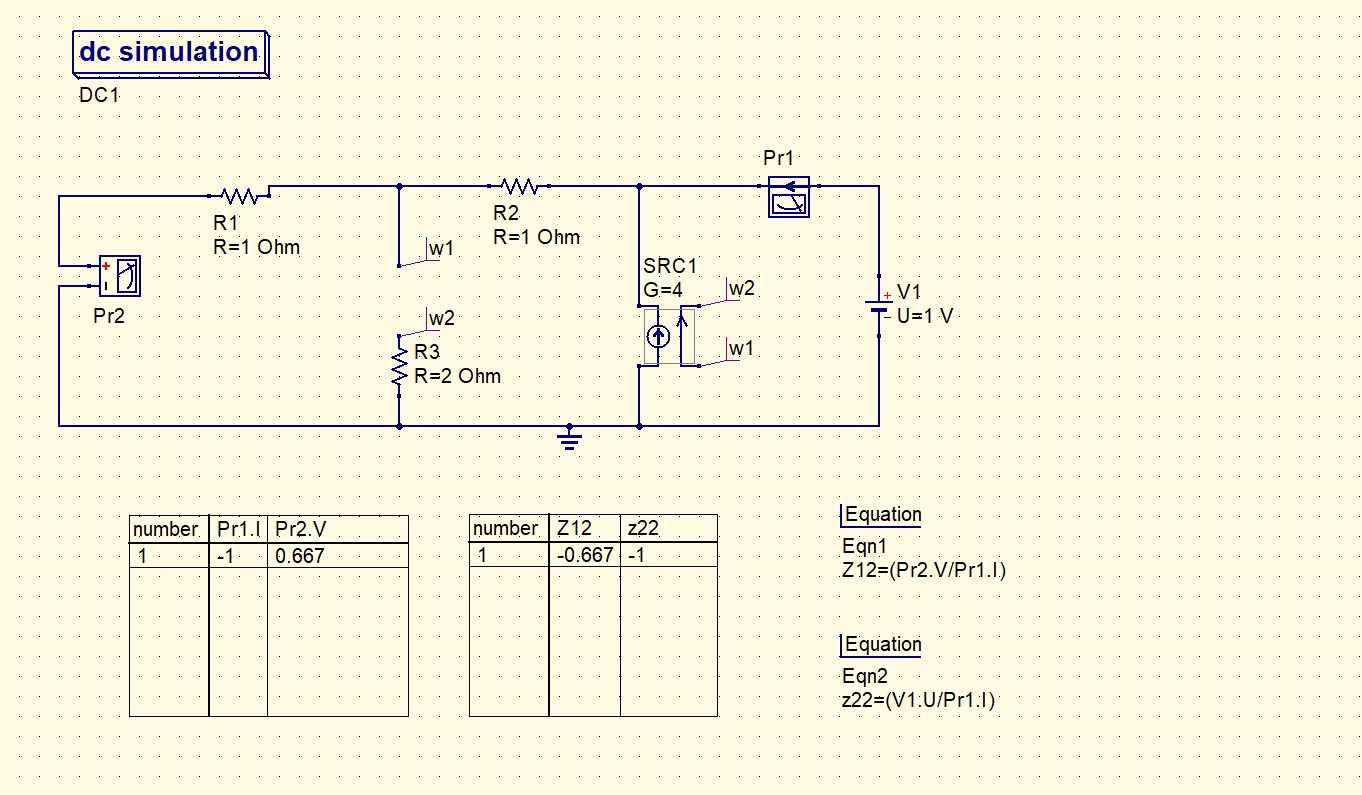 dc simulation
DC1
Pr1
R1
R=1 Ohm
R2
R=1 Ohm
w1
SRC1
G=4
w2
V1
U=1 V
Pr2
w2
R3
R=2 Ohm
w1
number Pr1.I Pr2.V
1 -1 0.667
number Z12 z22
1 -0.667 -1
Equation
Eqn1
Z12=(Pr2.V/Pr1.I)
Equation
Eqn2
z22=(V1.U/Pr1.I)